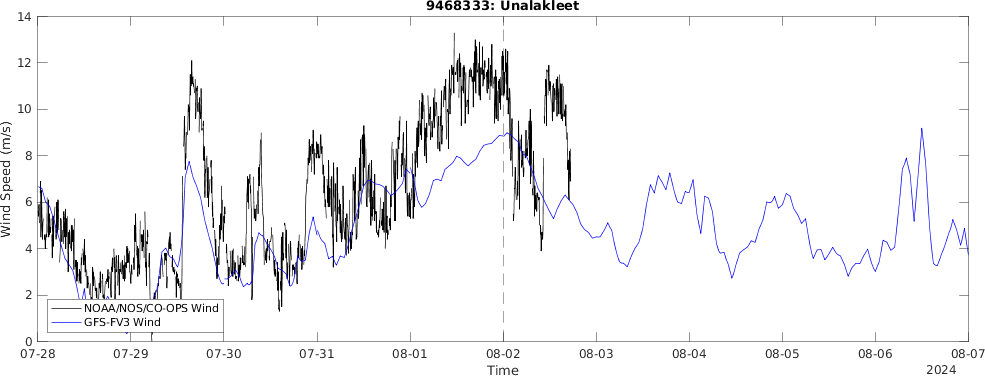 9468333: Unalakleet
14
12
10
8
6
4
2
0
Wind Speed (m/s)
NOAA/NOS/CO-OPS Wind
GFS-FV3 Wind
07-28 07-29 07-30 07-31 08-01 08-02 08-03 08-04 08-05 08-06 08-07
Time
2024